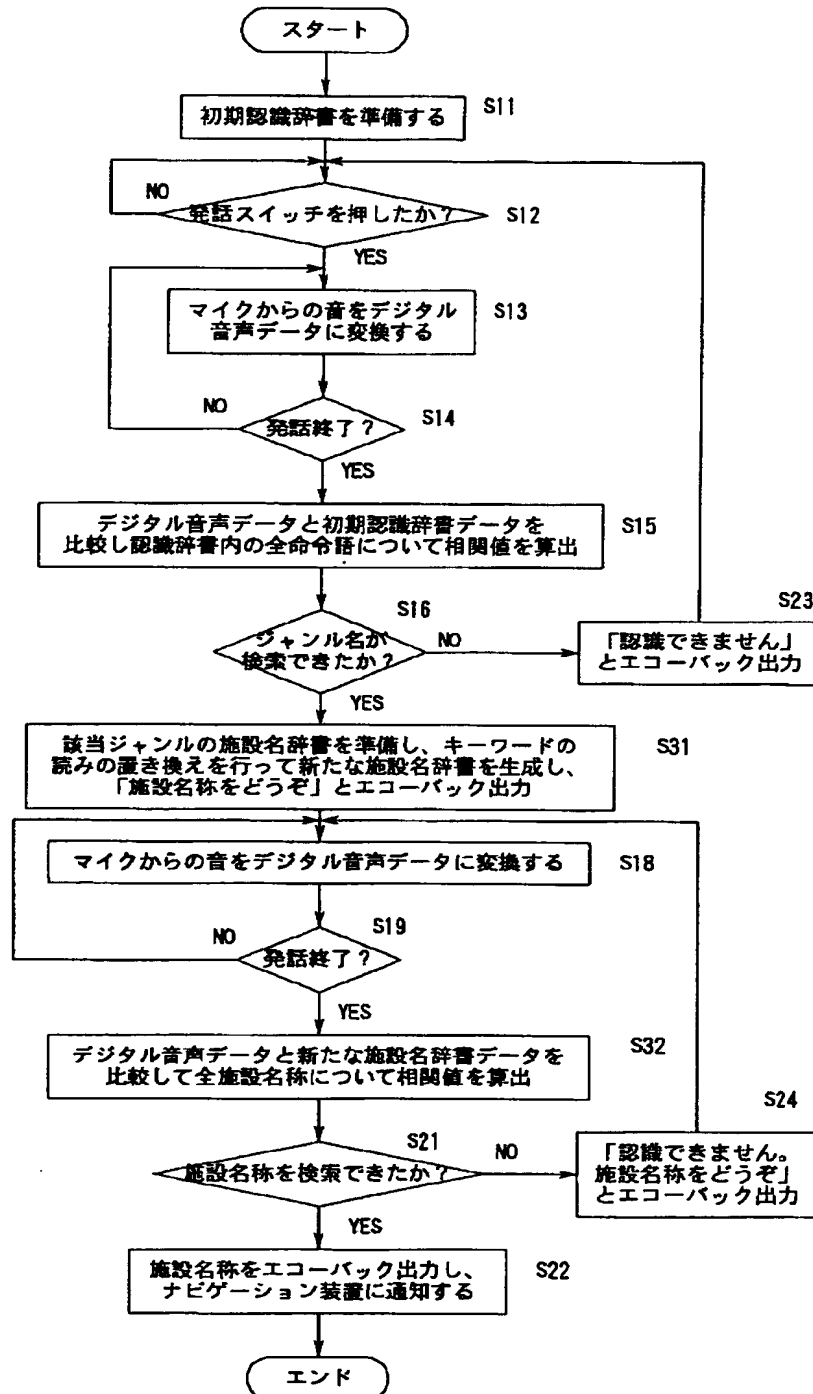 スタート
初期認識辞書を準備する
S11
NO
発話スイッチを押したか？
S12
YES
マイクからの音をデジタル
音声データに変換する
S13
NO
発話終了？
S14
YES
デジタル音声データと初期認識辞書データを
比較し認識辞書内の全命令語について相関値を算出
S15
S16
ジャンル名が
検索できたか？
NO
S23
「認識できません」
とエコーバック出力
YES
該当ジャンルの施設名辞書を準備し、キーワードの
読みの置き換えを行って新たな施設名辞書を生成し、
「施設名称をどうぞ」とエコーバック出力
S31
マイクからの音をデジタル音声データに変換する
S18
NO
S19
発話終了？
YES
デジタル音声データと新たな施設名辞書データを
比較して全施設名称について相関値を算出
S32
S21
施設名称を検索できたか？
NO
S24
「認識できません。
施設名称をどうぞ」
とエコーバック出力
YES
施設名称をエコーバック出力し、
ナビゲーション装置に通知する
S22
エンド